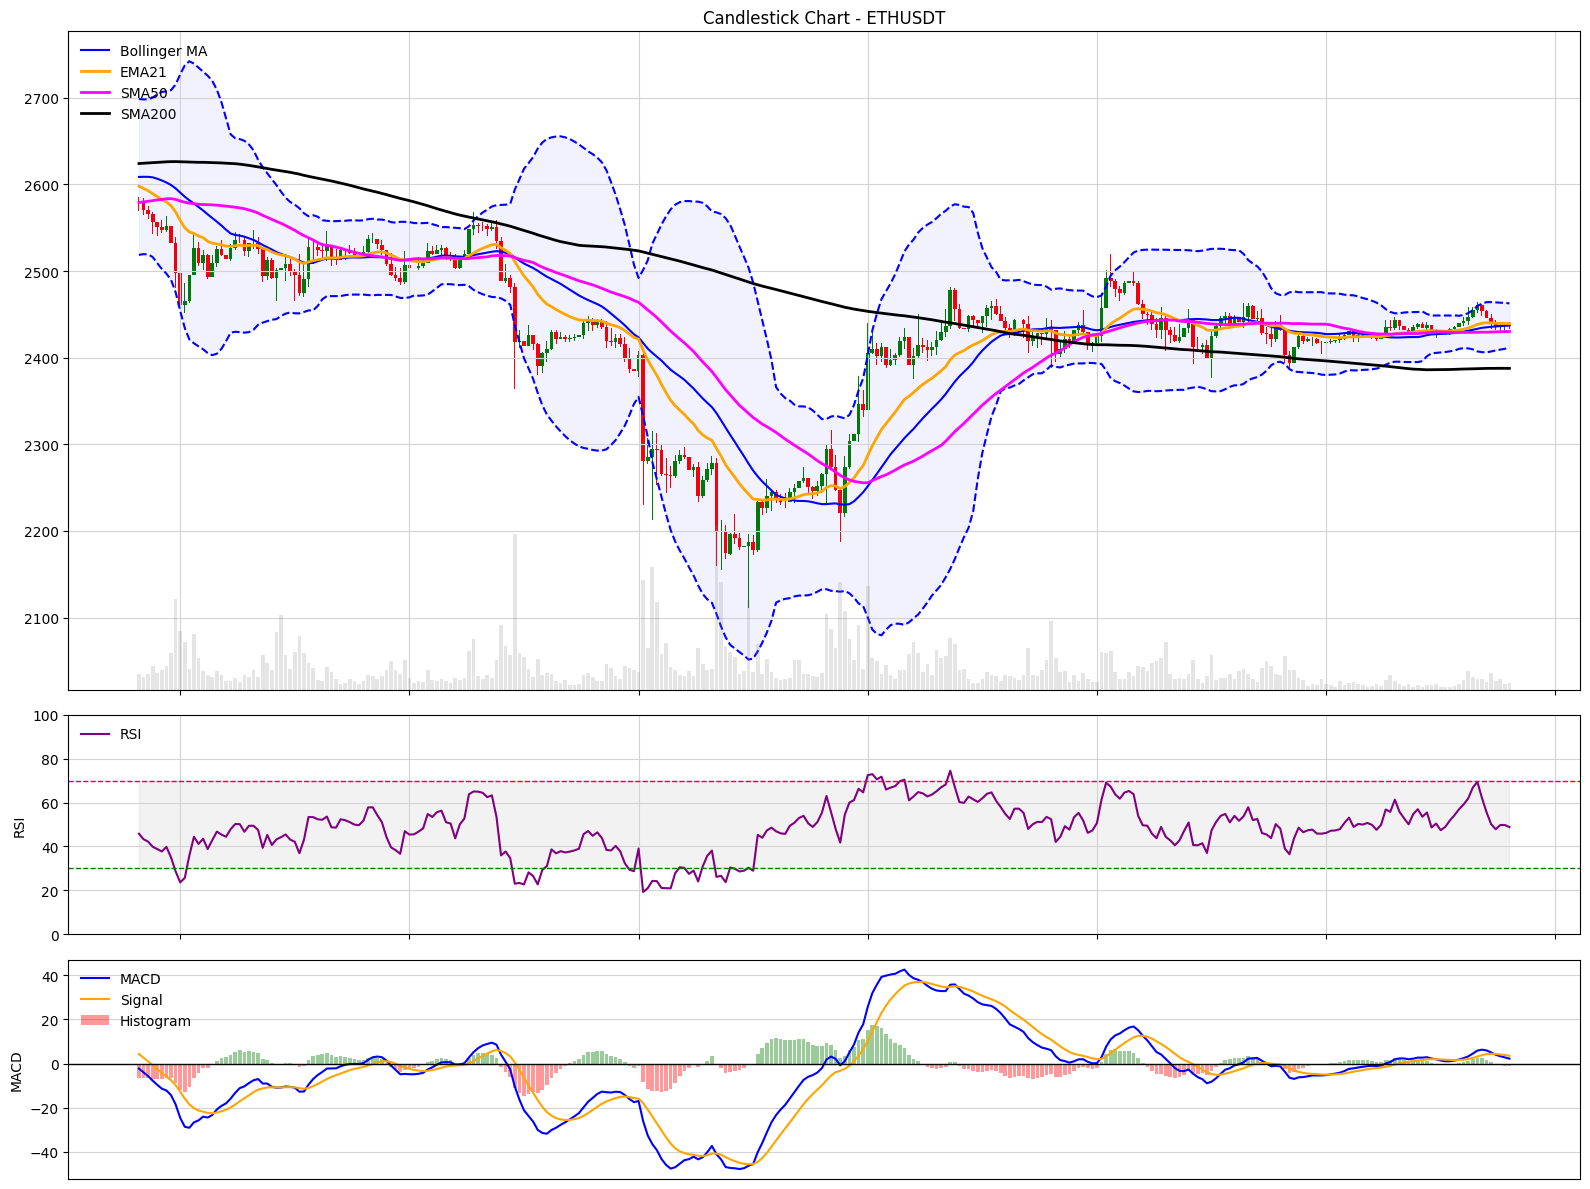 Candlestick Chart - ETHUSDT
Bollinger MA
EMA21
SMA50
SMA200
2700
2600
2500
2400
2300
2200
2100
RSI
100
80
60
40
20
0
RSI
MACD
Signal
Histogram
40
20
0
−20
−40
MACD